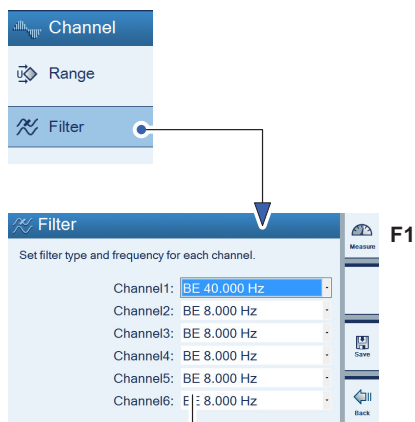 Channel
Range
Filter
Filter
Set filter type and frequency for each channel.
Channel1: BE 40.000 Hz
Channel2: BE 8.000 Hz
Channel3: BE 8.000 Hz
Channel4: BE 8.000 Hz
Channel5: BE 8.000 Hz
Channel6: BE 8.000 Hz
Measure
F1
Save
Back